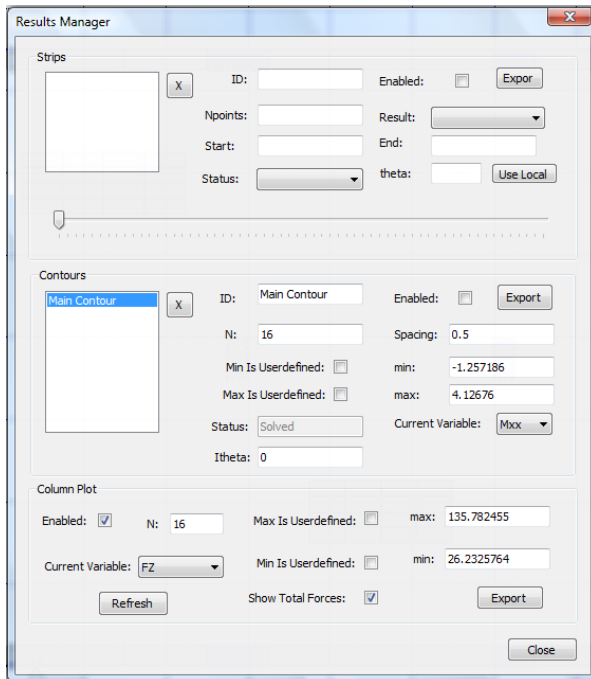 Results Manager
X
Strips
X
ID:
Enabled:
Expor
Npoints:
Result:
Start:
End:
Status:
theta:
Use Local
Contours
Main Contour
X
ID:
Main Contour
Enabled:
Export
N:
16
Spacing:
0.5
Min Is Userdefined:
min:
-1.257186
Max Is Userdefined:
max:
4.12676
Status:
Solved
Current Variable:
Mxx
Itheta:
0
Column Plot
Enabled:
N:
16
Max Is Userdefined:
max:
135.782455
Current Variable:
FZ
Min Is Userdefined:
min:
26.2325764
Refresh
Show Total Forces:
Export
Close